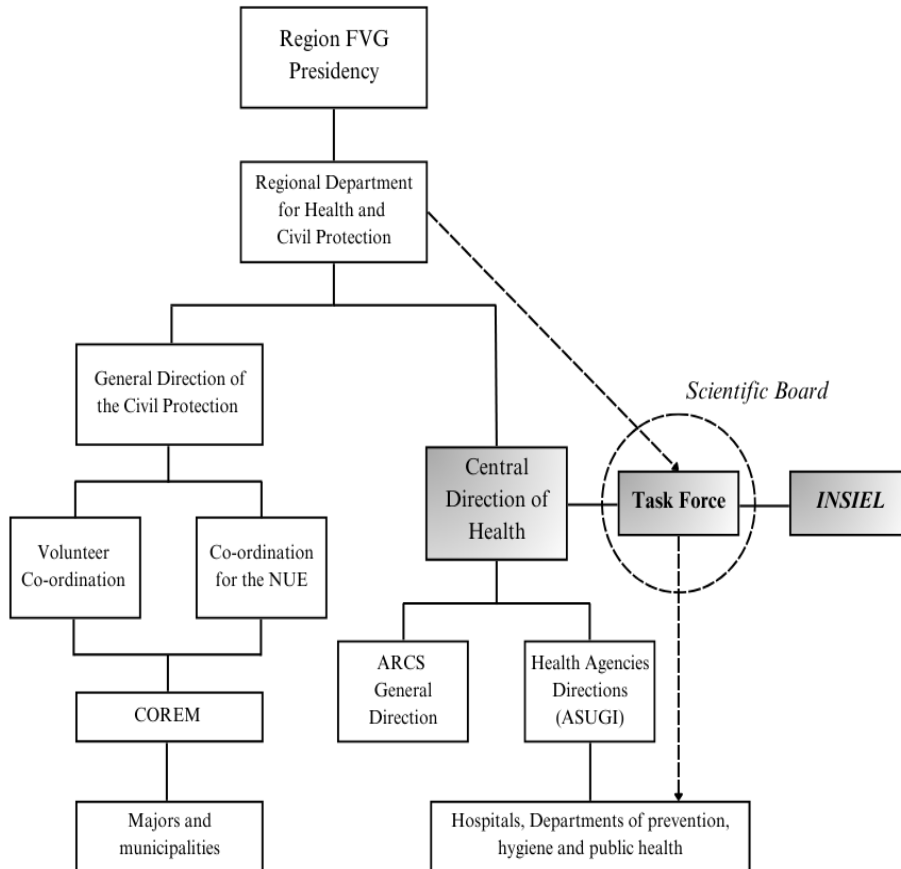 Region FVG
Presidency
Regional Department
for Health and
Civil Protection
General Direction of
the Civil Protection
Scientific Board
Central
Direction of
Health
Task Force
INSIEL
Volunteer
Co-ordination
Co-ordination
for the NUE
ARCS
General
Direction
Health Agencies
Directions
(ASUGI)
COREM
Majors and
municipalities
Hospitals, Departments of prevention,
hygiene and public health